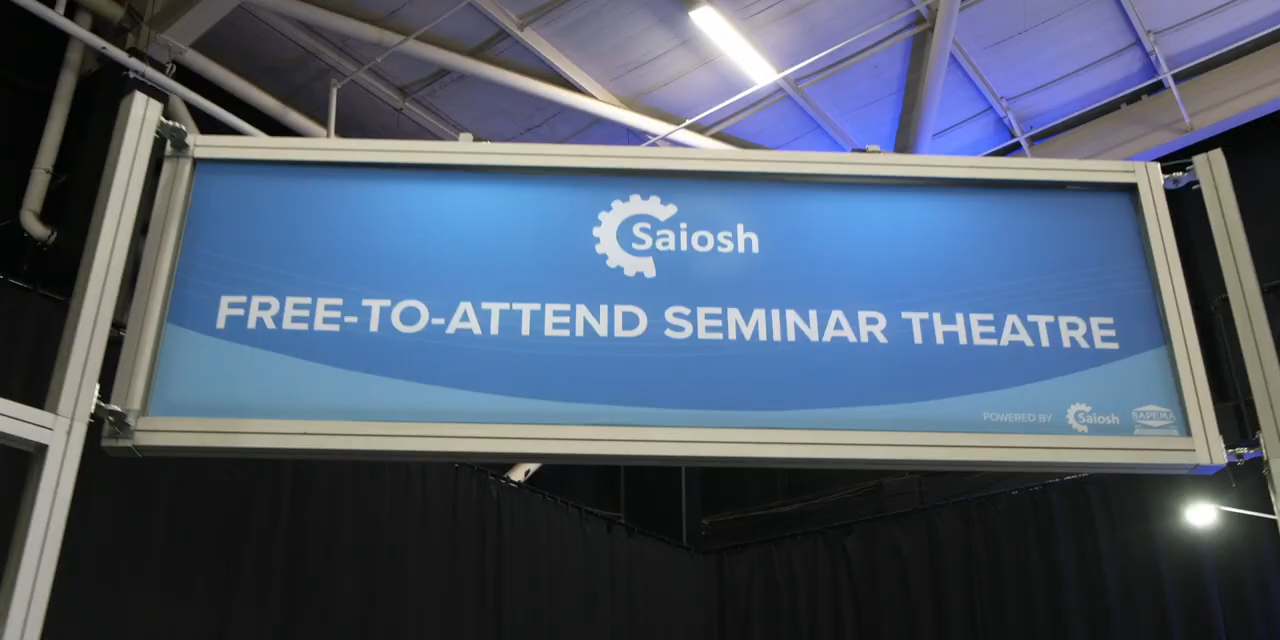 Saiosh
FREE-TO-ATTEND SEMINAR THEATRE
POWERED BY Saiosh SAPEMA